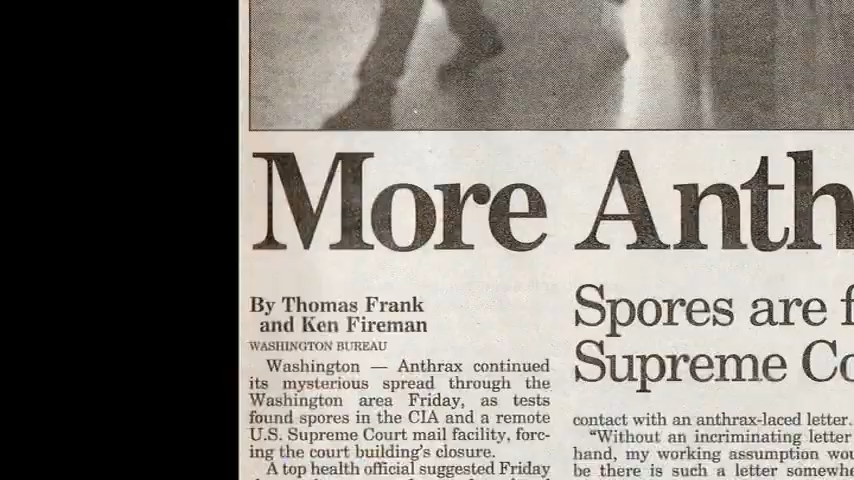 More Anth
By Thomas Frank
and Ken Fireman
WASHINGTON BUREAU
Washington — Anthrax continued
its mysterious spread through the
Washington area Friday, as tests
found spores in the CIA and a remote
U.S. Supreme Court mail facility, forc-
ing the court building's closure.
A top health official suggested Friday
Spores are f
Supreme Co
contact with an anthrax-laced letter.
"Without an incriminating letter
hand, my working assumption wou
be there is such a letter somewhe